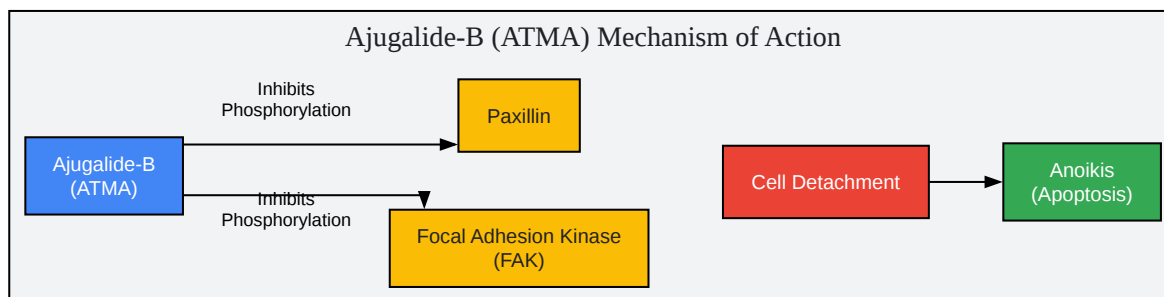 Ajugalide-B (ATMA) Mechanism of Action
Inhibits
Phosphorylation
Paxillin
Ajugalide-B
(ATMA)
Inhibits
Phosphorylation
Focal Adhesion Kinase
(FAK)
Cell Detachment
Anoikis
(Apoptosis)